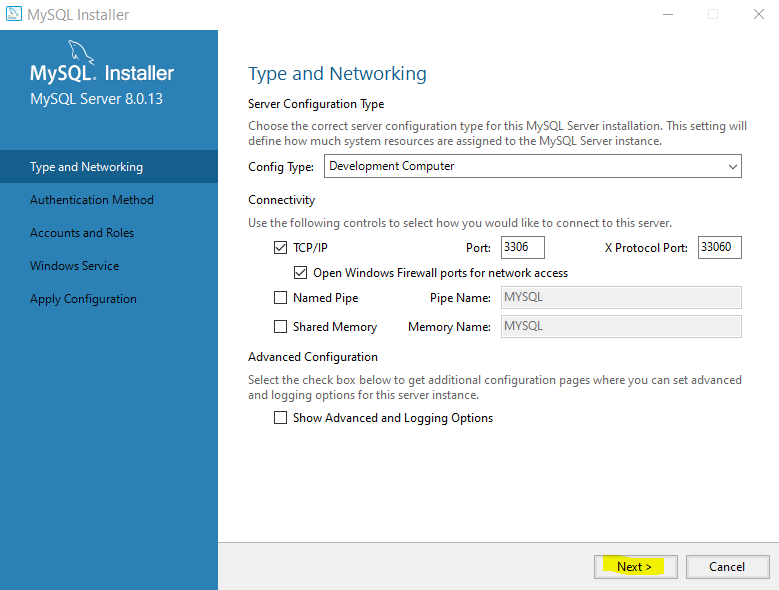 MySQL Installer
MySQL. Installer
MySQL Server 8.0.13
Type and Networking
Authentication Method
Accounts and Roles
Windows Service
Apply Configuration
Type and Networking
Server Configuration Type
Choose the correct server configuration type for this MySQL Server installation. This setting will
define how much system resources are assigned to the MySQL Server instance.
Config Type: Development Computer
Connectivity
Use the following controls to select how you would like to connect to this server.
TCP/IP Port: 3306 X Protocol Port: 33060
Open Windows Firewall ports for network access
Named Pipe Pipe Name: MYSQL
Shared Memory Memory Name: MYSQL
Advanced Configuration
Select the check box below to get additional configuration pages where you can set advanced
and logging options for this server instance.
Show Advanced and Logging Options
Next > Cancel